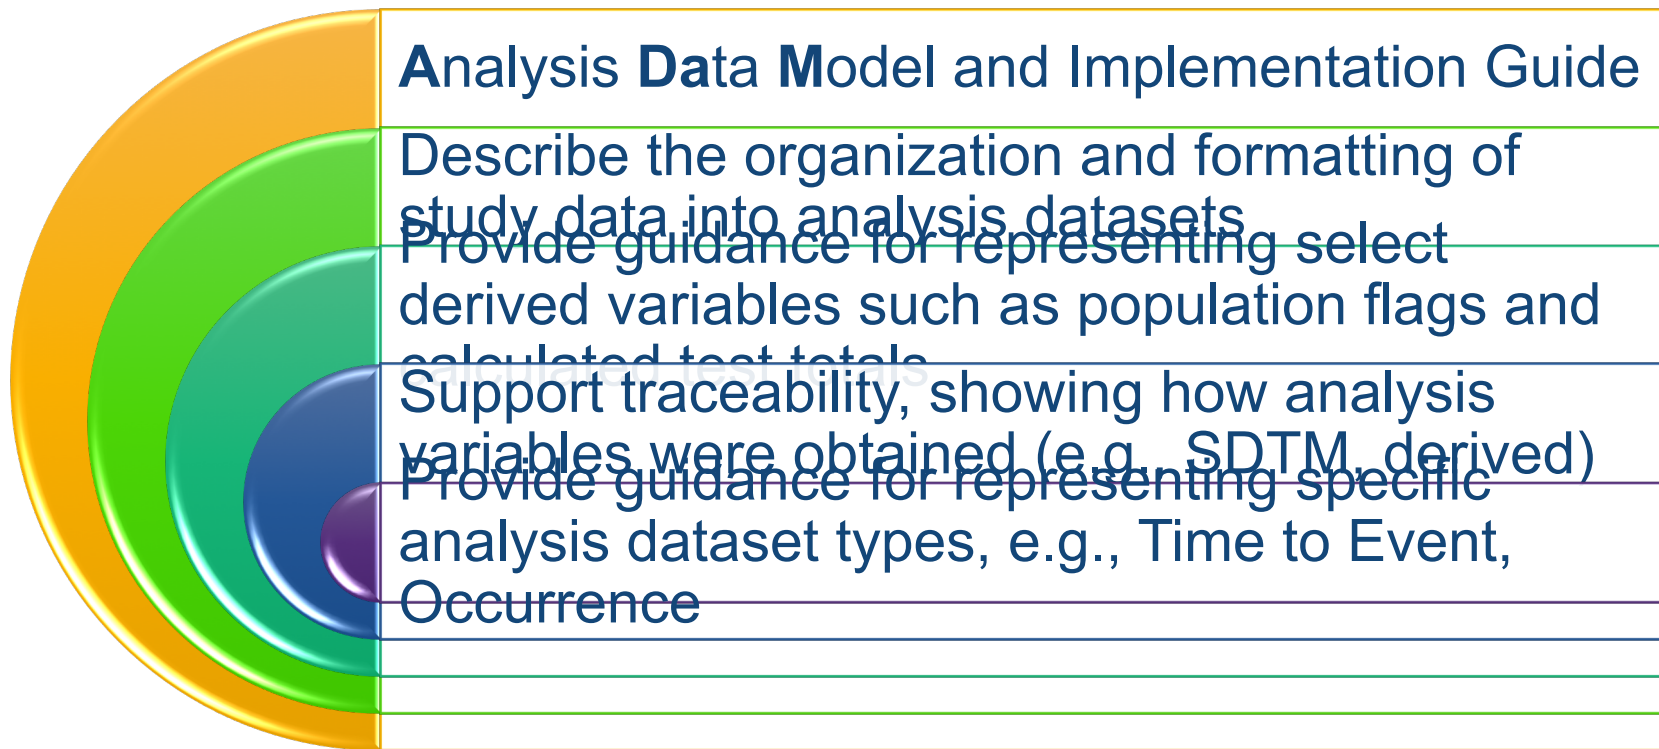 Analysis Data Model and Implementation Guide
Describe the organization and formatting of
study data into analysis datasets
Provide guidance for representing select
derived variables such as population flags and
calculated test totals
Support traceability, showing how analysis
variables were obtained (e.g., SDTM, derived)
Provide guidance for representing specific
analysis dataset types, e.g., Time to Event,
Occurrence